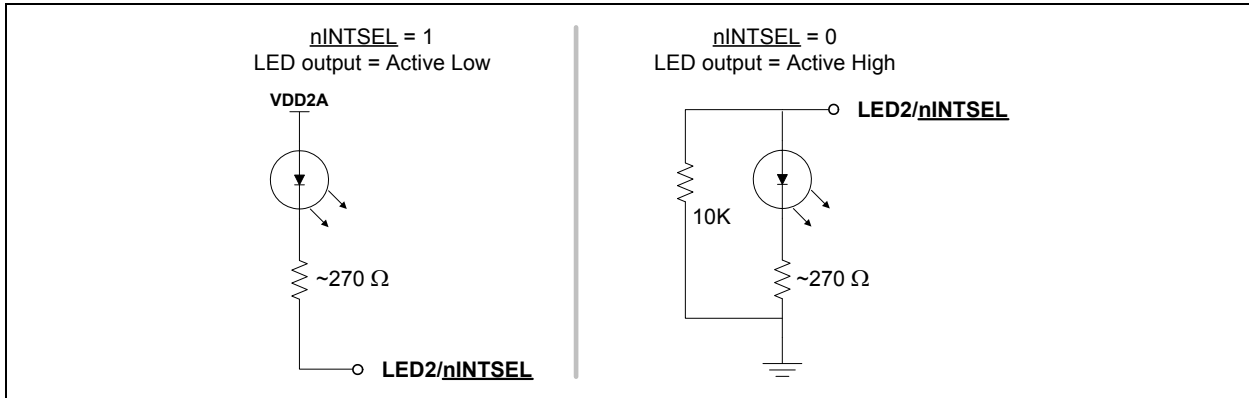 nINTSEL = 1
LED output = Active Low
VDD2A
~270 Ω
LED2/nINTSEL
nINTSEL = 0
LED output = Active High
LED2/nINTSEL
10K
~270 Ω